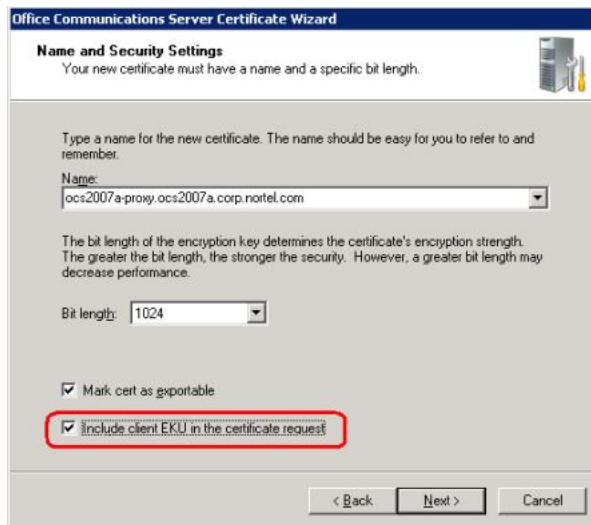 Office Communications Server Certificate Wizard
Name and Security Settings
Your new certificate must have a name and a specific bit length.
Type a name for the new certificate. The name should be easy for you to refer to and
remember.
Name:
ocs2007a-proxy.ocs2007a.corp.nortel.com
The bit length of the encryption key determines the certificate's encryption strength.
The greater the bit length, the stronger the security. However, a greater bit length may
decrease performance.
Bit length: 1024
Mark cert as exportable
Include client EKU in the certificate request
< Back Next > Cancel